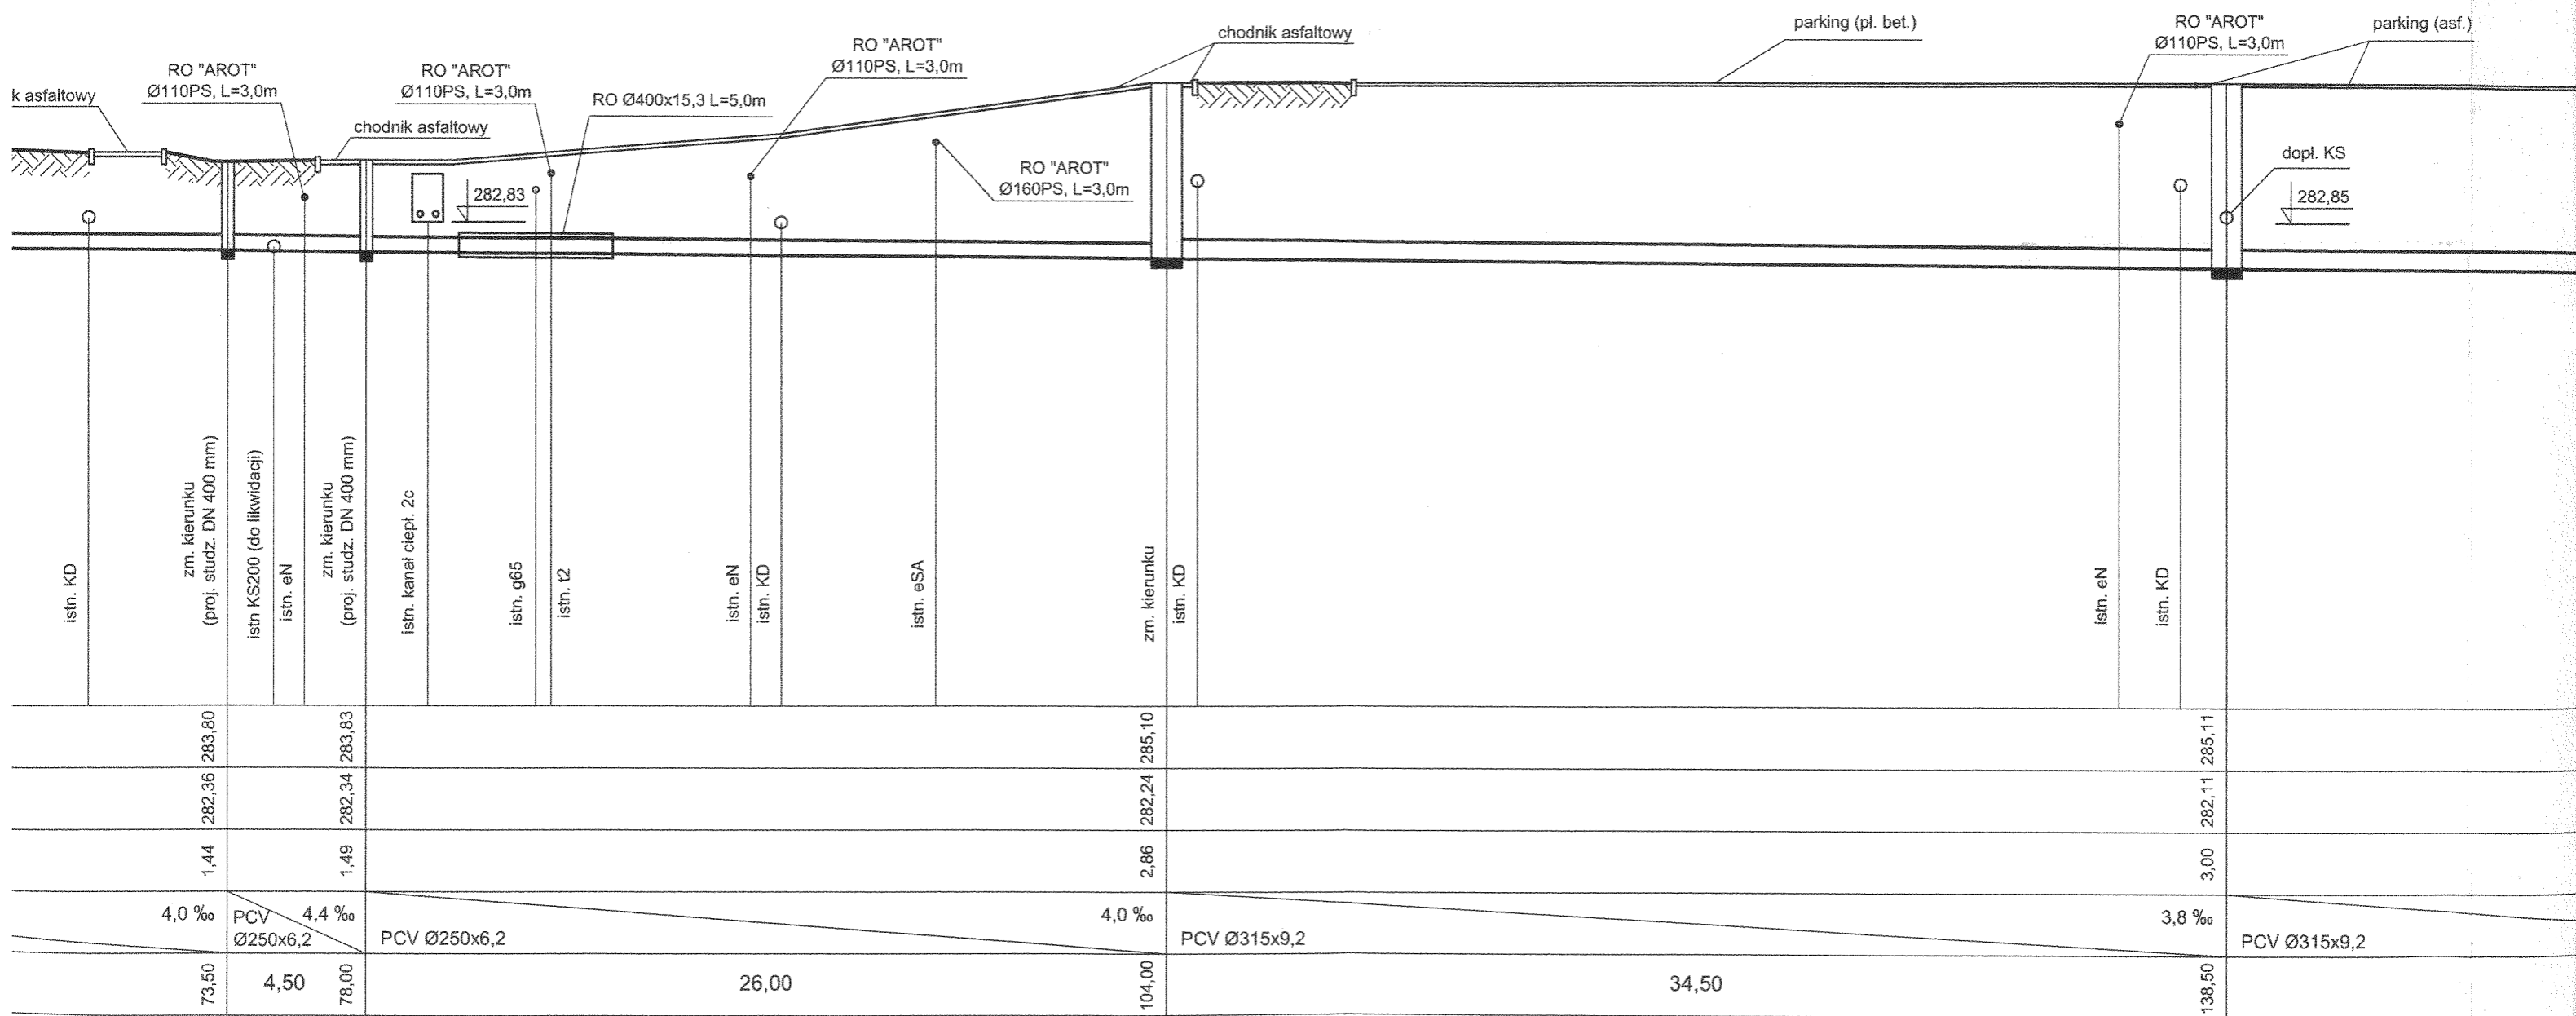 RO "AROT"
Ø110PS, L=3,0m
chodnik asfaltowy
parking (pł. bet.)
RO "AROT"
Ø110PS, L=3,0m
parking (asf.)
k asfaltowy
RO "AROT"
Ø110PS, L=3,0m
RO "AROT"
Ø110PS, L=3,0m
RO Ø400x15,3 L=5,0m
chodnik asfaltowy
282,83
RO "AROT"
Ø160PS, L=3,0m
dopł. KS
282,85
istn. KD
zm. kierunku
(proj. studz. DN 400 mm)
istn KS200 (do likwidacji)
istn. eN
zm. kierunku
(proj. studz. DN 400 mm)
istn. kanał ciepł. 2c
istn. g65
istn. t2
istn. eN
istn. KD
istn. eSA
zm. kierunku
istn. KD
istn. eN
istn. KD
283,80
283,83
285,10
285,11
282,36
282,34
282,24
282,11
1,44
1,49
2,86
3,00
4,0 ‰
PCV
Ø250x6,2
4,4 ‰
PCV Ø250x6,2
4,0 ‰
PCV Ø315x9,2
3,8 ‰
PCV Ø315x9,2
73,50
4,50
78,00
26,00
104,00
34,50
138,50